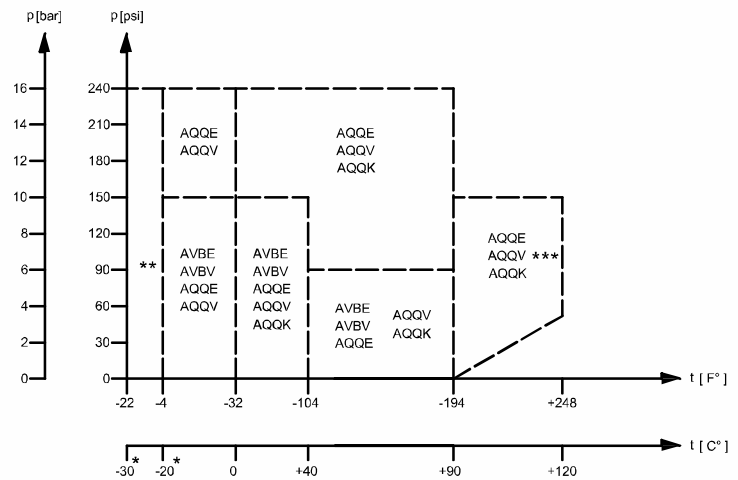 p [bar] p [psi]
16 240
14 210
12 180
10 150
8 120
6 90
4 60
2 30
0 0
AQQE
AQQV
AQQE
AQQV
AQQK
**
AVBE
AVBV
AQQE
AQQV
AVBE
AVBV
AQQE
AQQV
AQQK
AVBE
AVBV
AQQE
AQQV
AQQK
AQQE
AQQV ***
AQQK
t [ F° ]
-22 -4 -32 -104 -194 +248
t [ C° ]
-30 * -20 * 0 +40 +90 +120